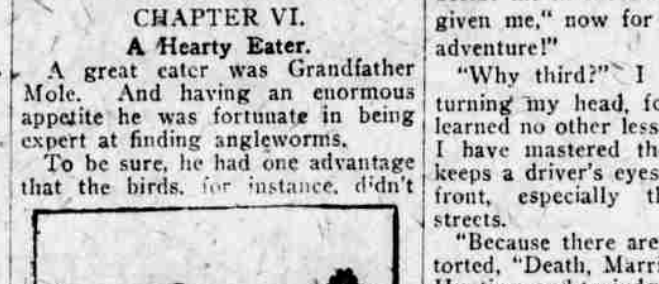 CHAPTER VI.
A Hearty Eater.
A great eater was Grandfather
Mole. And having an enormous
appetite he was fortunate in being
expert at finding angleworms.
To be sure, he had one advantage
that the birds, for instance, didn't
given me," now for
adventure!"
"Why third?" I
turning my head, fo
learned no other less
I have mastered th
keeps a driver's eyes
front, especially tl
streets.
"Because there are
torted, "Death, Marri